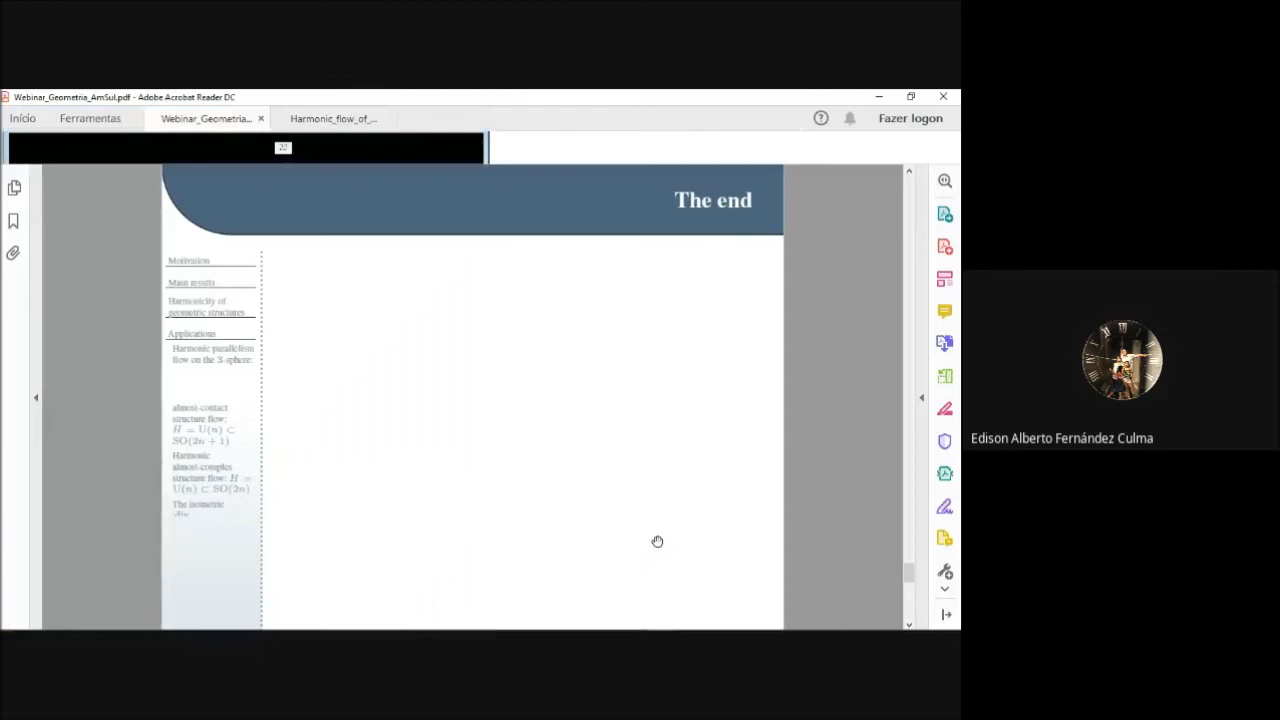 Webinar_Geometria_AmSul.pdf - Adobe Acrobat Reader DC
Início Ferramentas Webinar_Geometria... × Harmonic_flow_of_... Fazer logon
22
The end
Motivation
Main results
Harmonicity of
geometric structures
Applications
Harmonic parallelism
flow on the 3-sphere:
almost-contact
structure flow:
H = U(n) ⊂
SO(2n + 1)
Harmonic
almost-complex
structure flow: H =
U(n) ⊂ SO(2n)
The isometric
Edison Alberto Fernández Culma